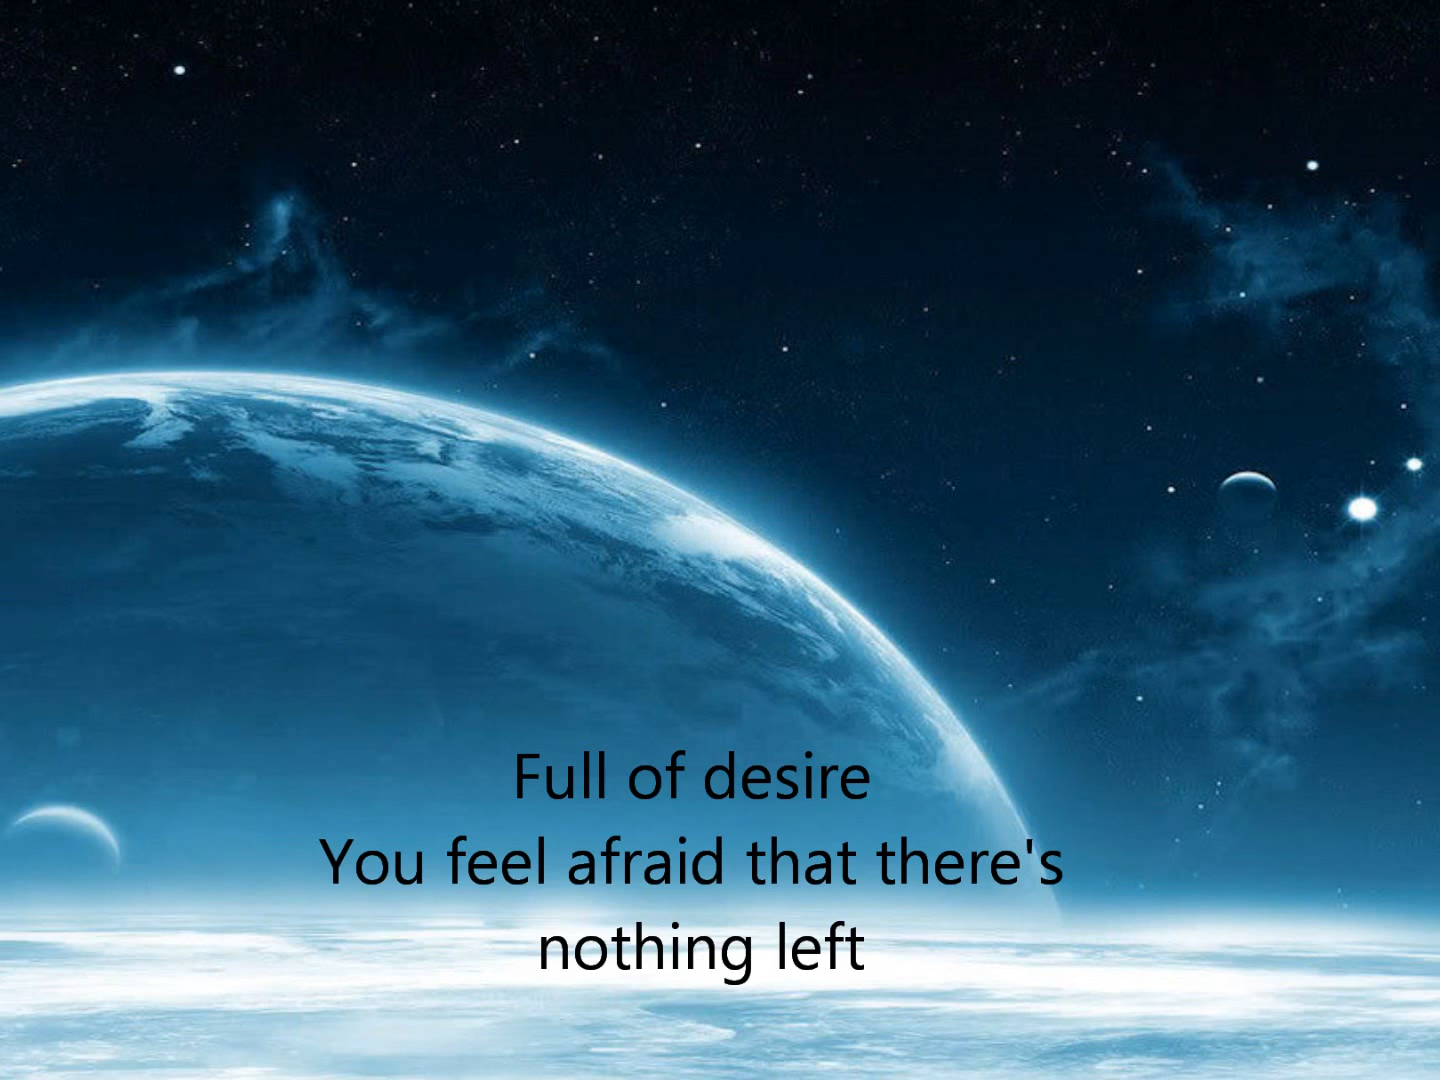 Full of desire
You feel afraid that there's
nothing left